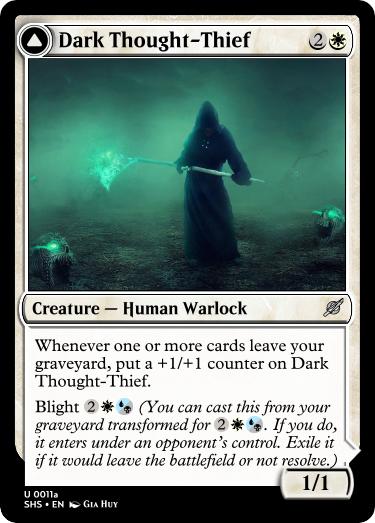 Dark Thought-Thief 2
Creature — Human Warlock
Whenever one or more cards leave your
graveyard, put a +1/+1 counter on Dark
Thought-Thief.
Blight 2 (You can cast this from your
graveyard transformed for 2. If you do,
it enters under an opponent's control. Exile it
if it would leave the battlefield or not resolve.)
1/1
U 0011a
SHS • EN Gia Huy